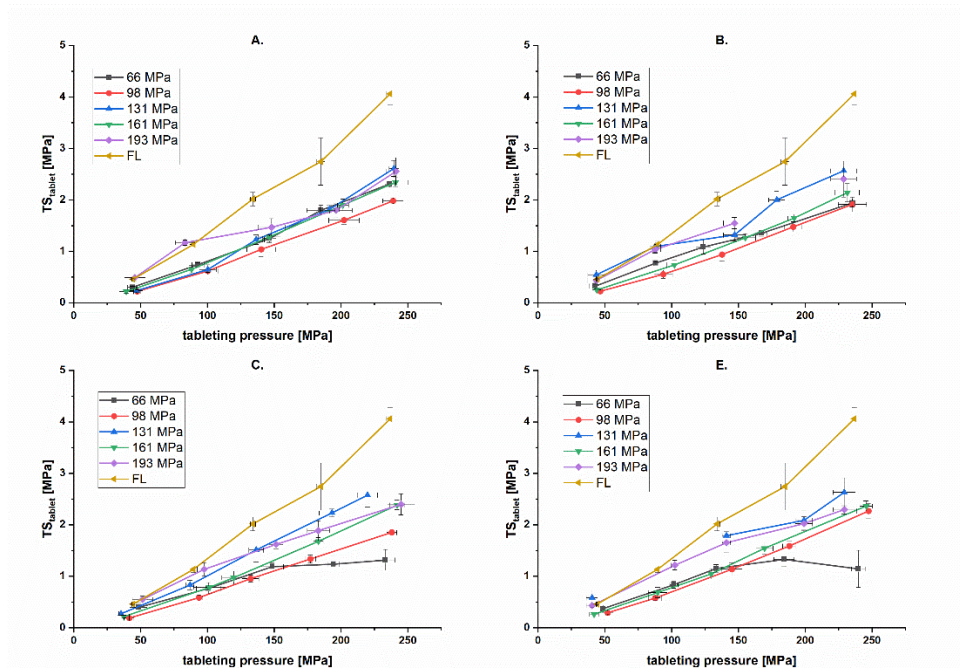 A.
5
4
3
2
1
0
TS_tablet [MPa]
66 MPa
98 MPa
131 MPa
161 MPa
193 MPa
FL
0 50 100 150 200 250
tableting pressure [MPa]
B.
5
4
3
2
1
0
TS_tablet [MPa]
66 MPa
98 MPa
131 MPa
161 MPa
193 MPa
FL
0 50 100 150 200 250
tableting pressure [MPa]
C.
5
4
3
2
1
0
TS_tablet [MPa]
66 MPa
98 MPa
131 MPa
161 MPa
193 MPa
FL
0 50 100 150 200 250
tableting pressure [MPa]
E.
5
4
3
2
1
0
TS_tablet [MPa]
66 MPa
98 MPa
131 MPa
161 MPa
193 MPa
FL
0 50 100 150 200 250
tableting pressure [MPa]